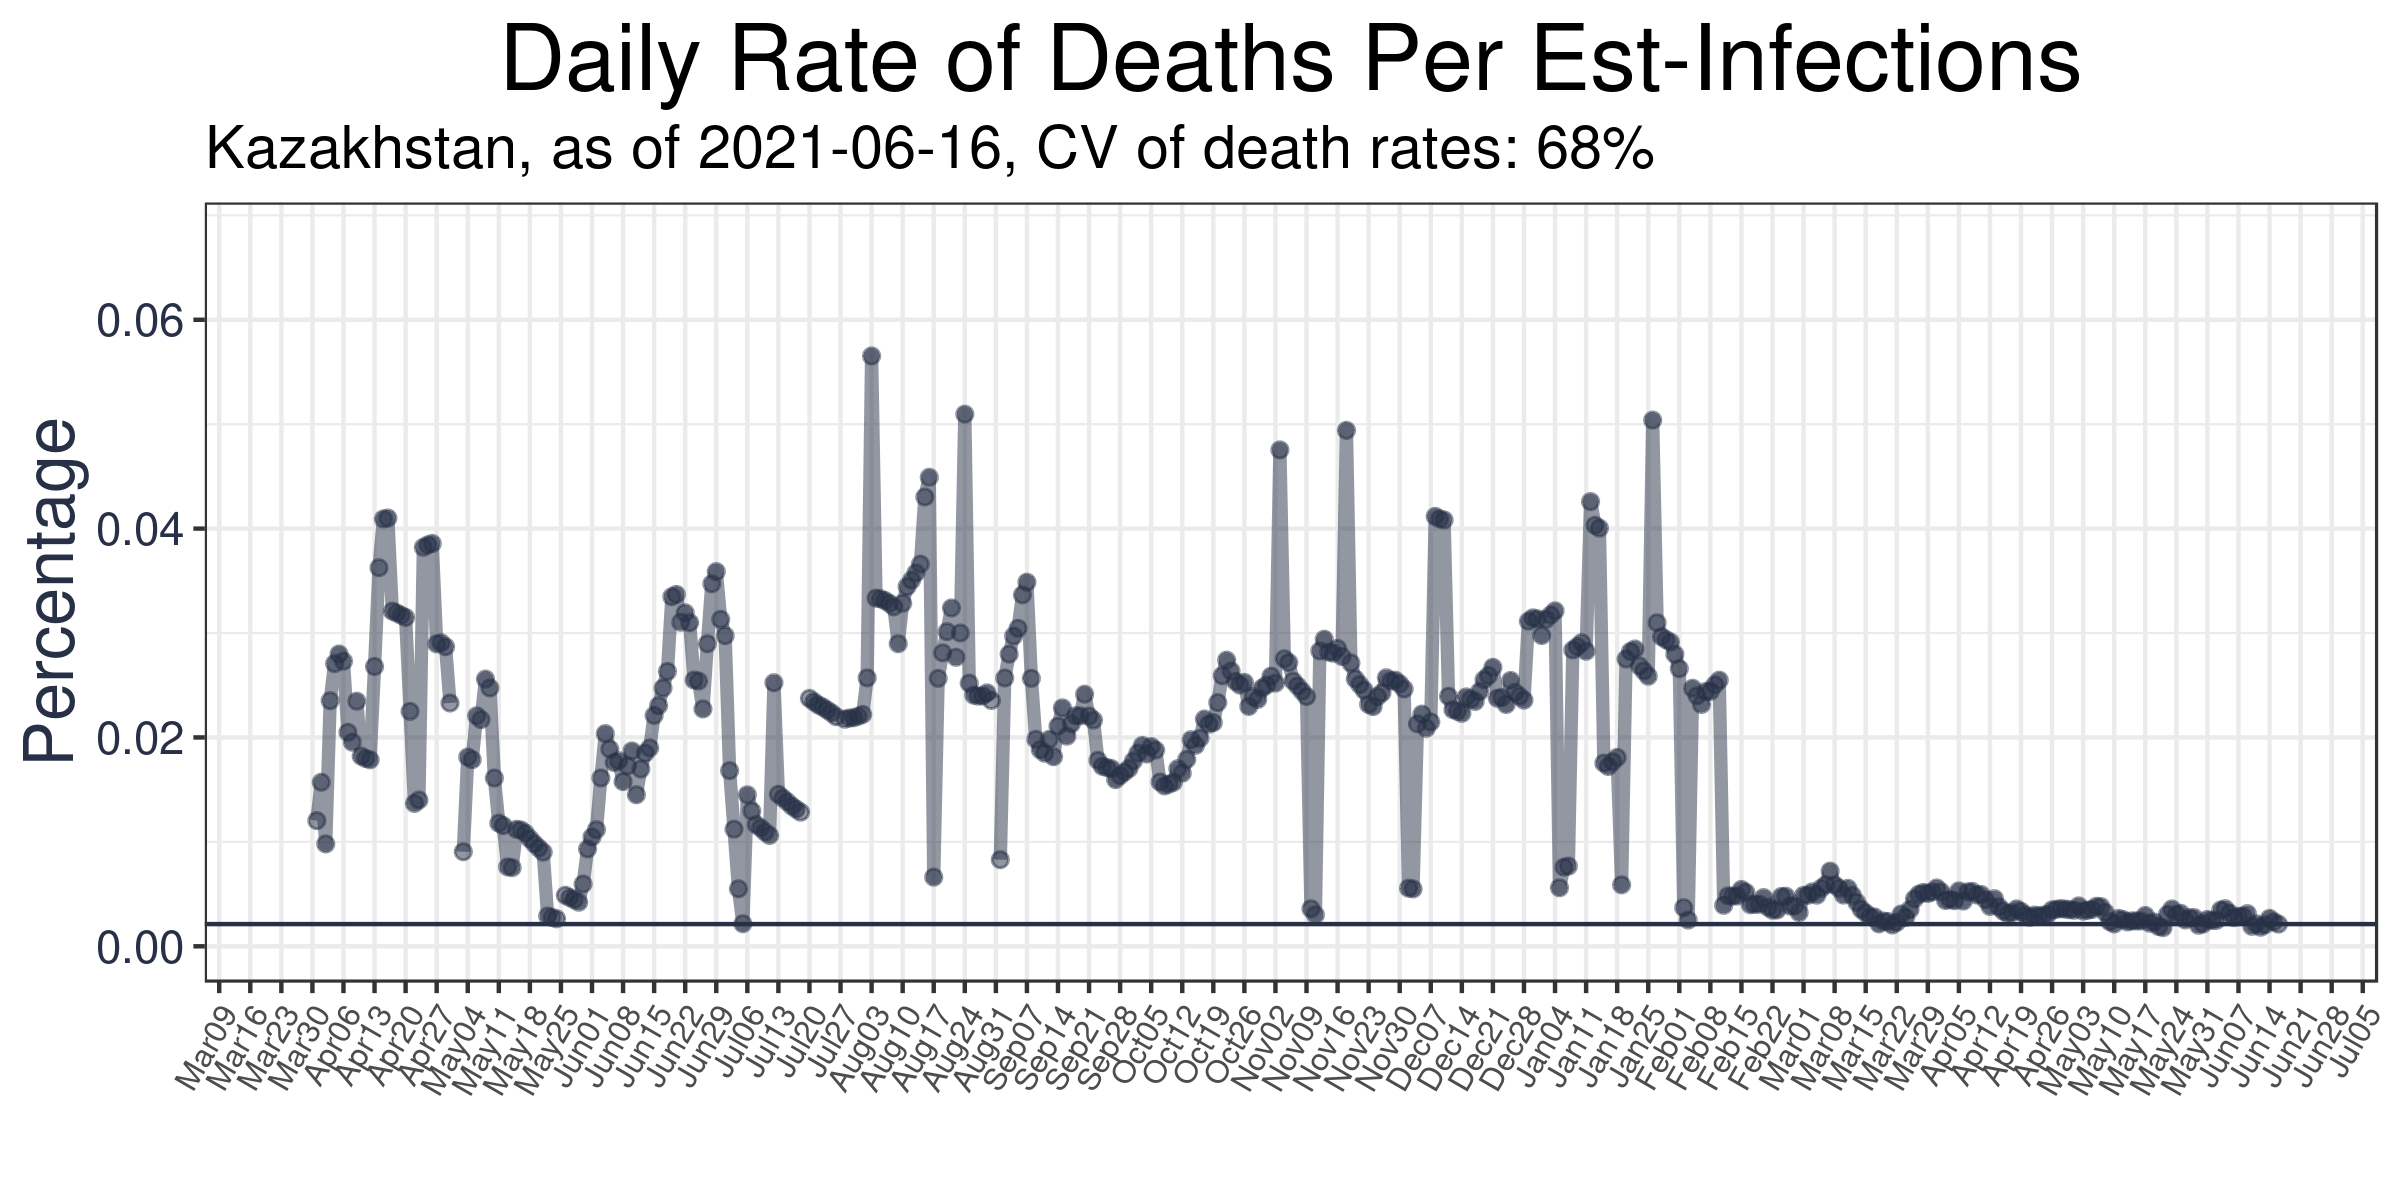 Daily Rate of Deaths Per Est-Infections
Kazakhstan, as of 2021-06-16, CV of death rates: 68%
Percentage
0.06
0.04
0.02
0.00
Mar09
Mar16
Mar23
Mar30
Apr06
Apr13
Apr20
Apr27
May04
May11
May18
May25
Jun01
Jun08
Jun15
Jun22
Jun29
Jul06
Jul13
Jul20
Jul27
Aug03
Aug10
Aug17
Aug24
Aug31
Sep07
Sep14
Sep21
Sep28
Oct05
Oct12
Oct19
Oct26
Nov02
Nov09
Nov16
Nov23
Nov30
Dec07
Dec14
Dec21
Dec28
Jan04
Jan11
Jan18
Jan25
Feb01
Feb08
Feb15
Feb22
Mar01
Mar08
Mar15
Mar22
Mar29
Apr05
Apr12
Apr19
Apr26
May03
May10
May17
May24
May31
Jun07
Jun14
Jun21
Jun28
Jul05